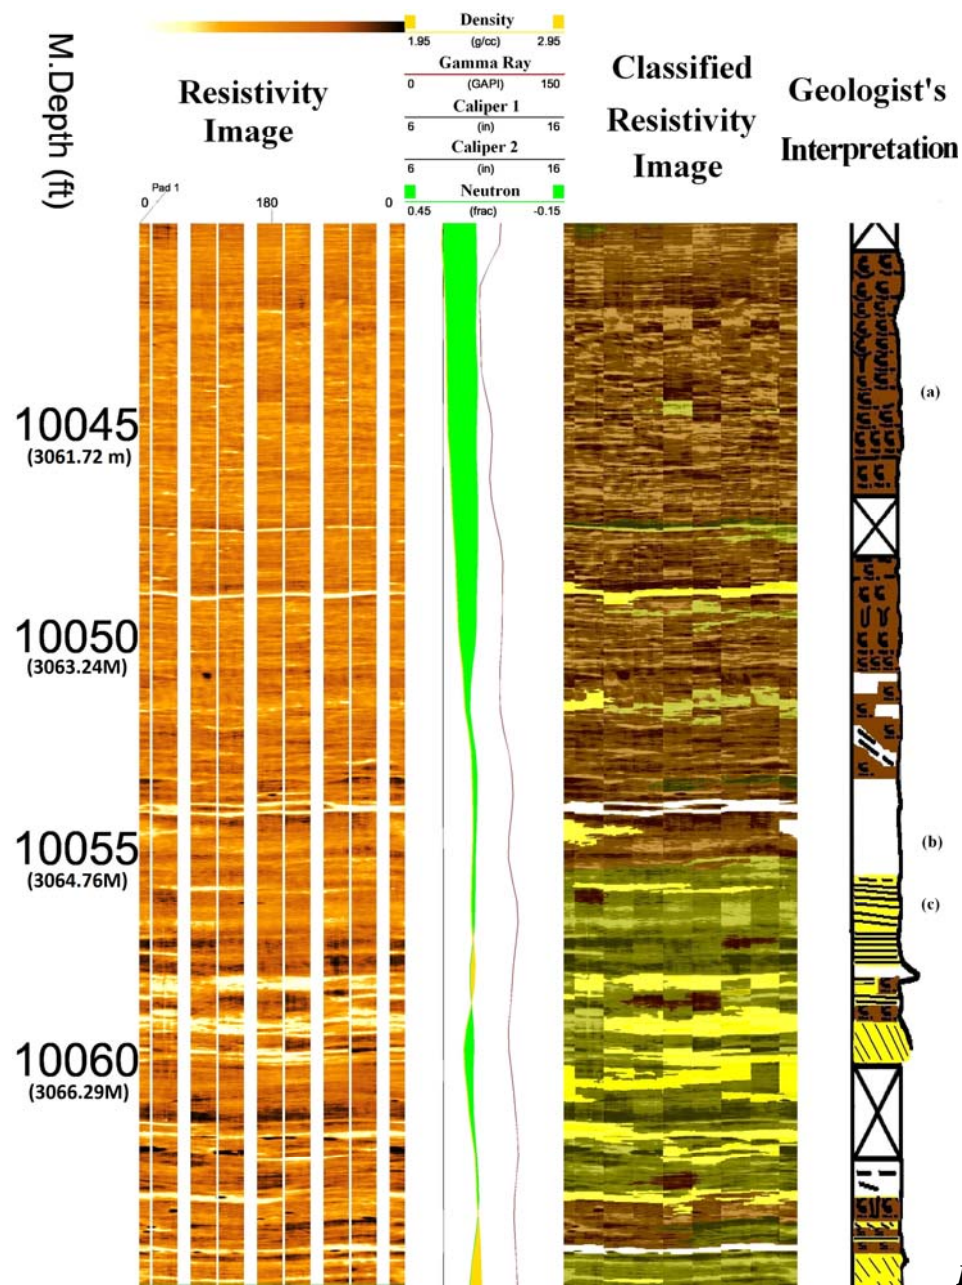 M.Depth (ft)
Resistivity
Image
Pad 1
0 180 0
Density
1.95 (g/cc) 2.95
Gamma Ray
0 (GAPI) 150
Caliper 1
6 (in) 16
Caliper 2
6 (in) 16
Neutron
0.45 (frac) -0.15
Classified
Resistivity
Image
Geologist's
Interpretation
(a)
10045
(3061.72 m)
10050
(3063.24M)
10055
(3064.76M)
(b)
(c)
10060
(3066.29M)